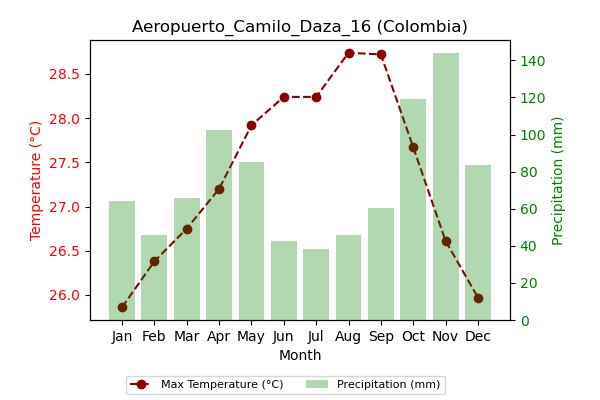 Aeropuerto_Camilo_Daza_16 (Colombia)
28.5
28.0
27.5
27.0
26.5
26.0
Temperature (°C)
140
120
100
80
60
40
20
0
Precipitation (mm)
Jan Feb Mar Apr May Jun Jul Aug Sep Oct Nov Dec
Month
Max Temperature (°C) Precipitation (mm)